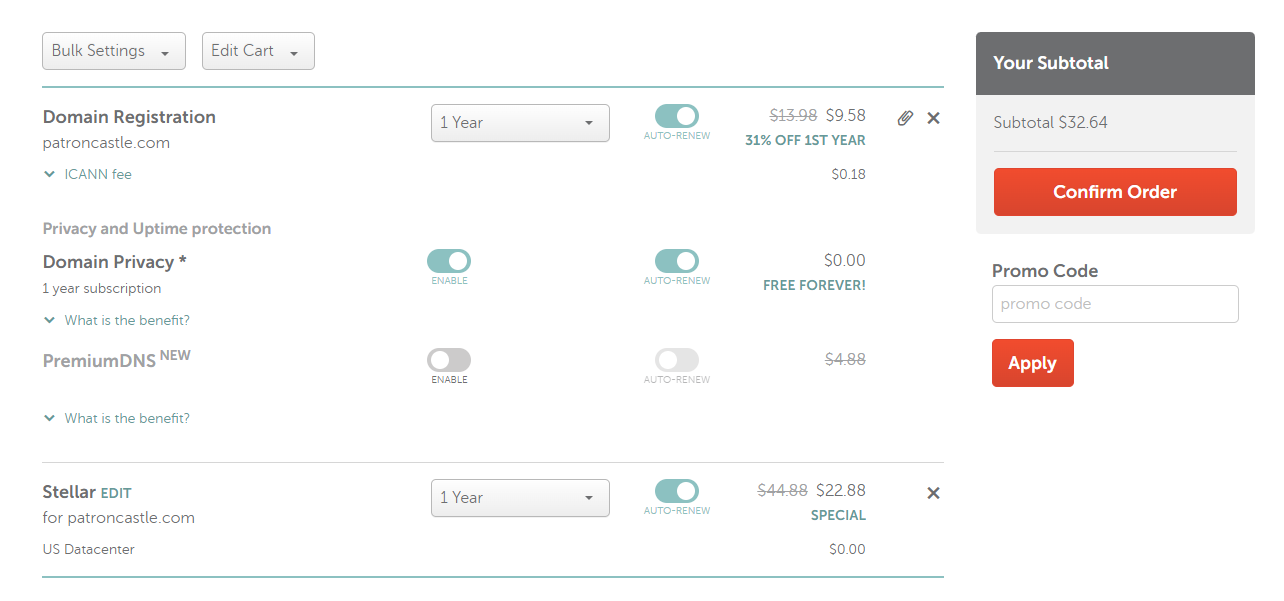 Bulk Settings
Edit Cart
Your Subtotal
Subtotal $32.64
Confirm Order
Promo Code
promo code
Apply
Domain Registration
patroncastle.com
1 Year
AUTO-RENEW
$13.98 $9.58
31% OFF 1ST YEAR
ICANN fee
$0.18
Privacy and Uptime protection
Domain Privacy *
1 year subscription
ENABLE
AUTO-RENEW
$0.00
FREE FOREVER!
What is the benefit?
PremiumDNS NEW
ENABLE
AUTO-RENEW
$4.88
What is the benefit?
Stellar EDIT
for patroncastle.com
1 Year
AUTO-RENEW
$44.88 $22.88
SPECIAL
US Datacenter
$0.00